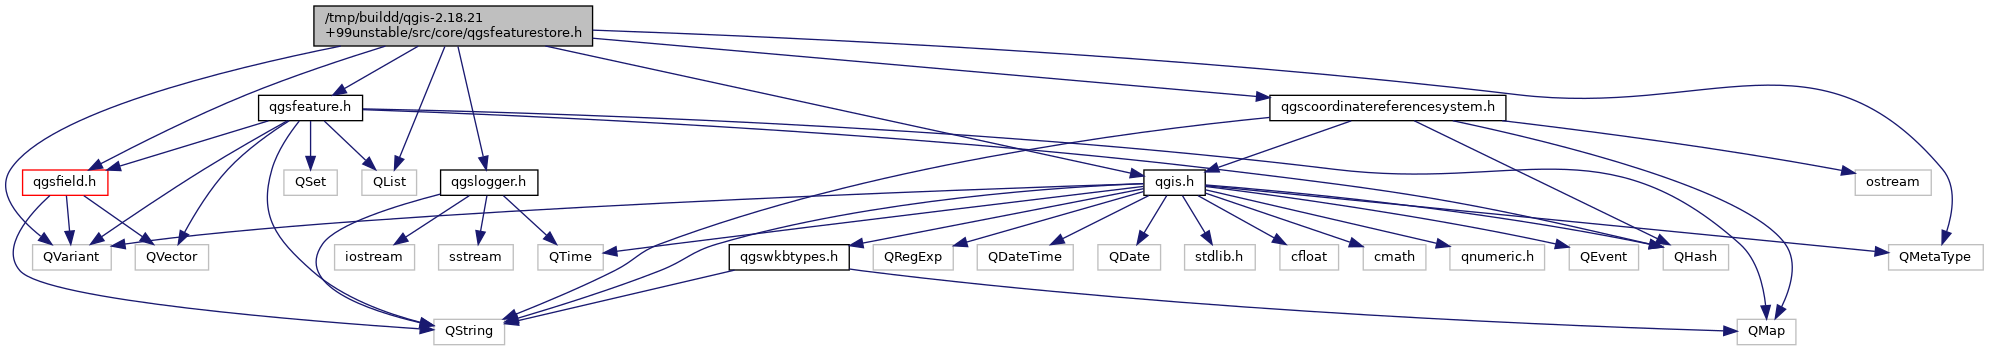 /tmp/buildd/qgis-2.18.21
+99unstable/src/core/qgsfeaturestore.h
qgsfeature.h
qgscoordinatereferencesystem.h
qgsfield.h
QSet
QList
qgslogger.h
qgis.h
ostream
QVariant
QVector
iostream
sstream
QTime
qgswkbtypes.h
QRegExp
QDateTime
QDate
stdlib.h
cfloat
cmath
qnumeric.h
QEvent
QHash
QMetaType
QString
QMap